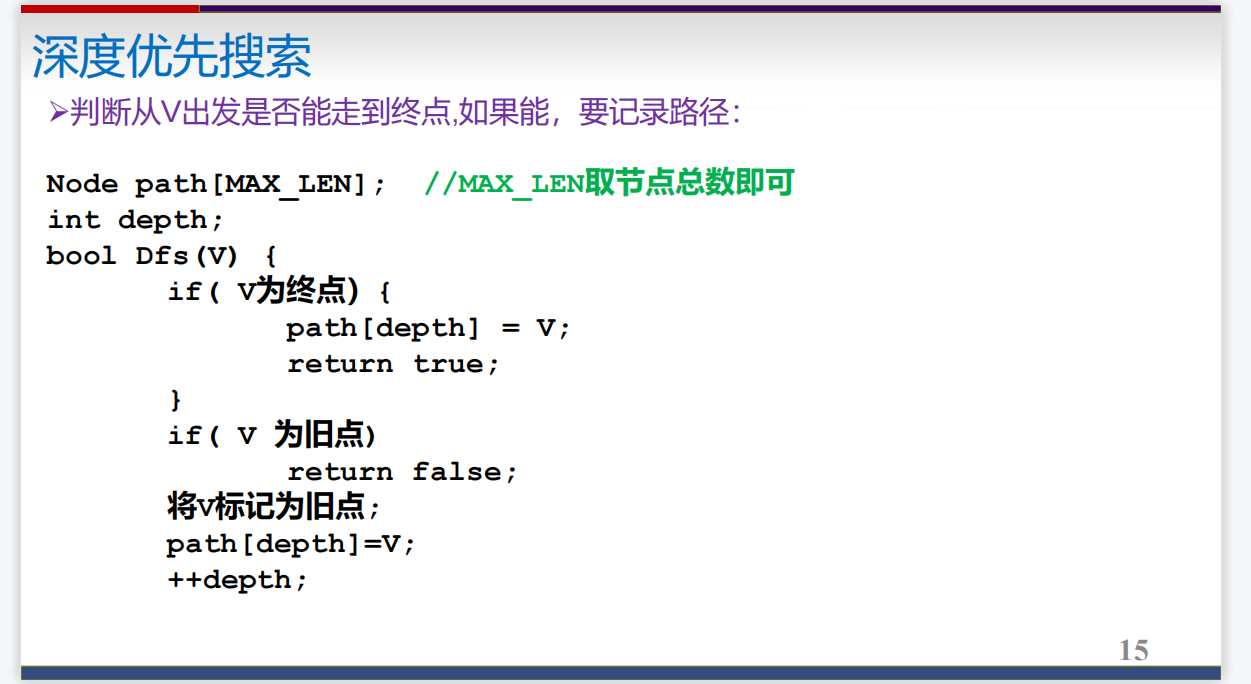 深度优先搜索
➢判断从V出发是否能走到终点,如果能，要记录路径：
Node path[MAX_LEN]; //MAX_LEN取节点总数即可
int depth;
bool Dfs(V) {
if( V为终点) {
path[depth] = V;
return true;
}
if( V 为旧点)
return false;
将V标记为旧点;
path[depth]=V;
++depth;
15